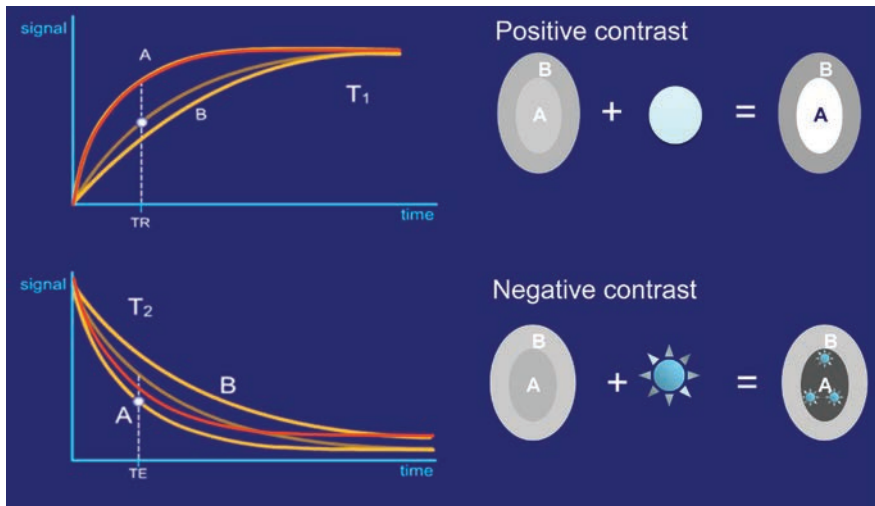 signal
A
B
T₁
TR
time
Positive contrast
B
A
+
=
B
A
signal
T₂
B
A
TE
time
Negative contrast
B
A
+
=
B
A